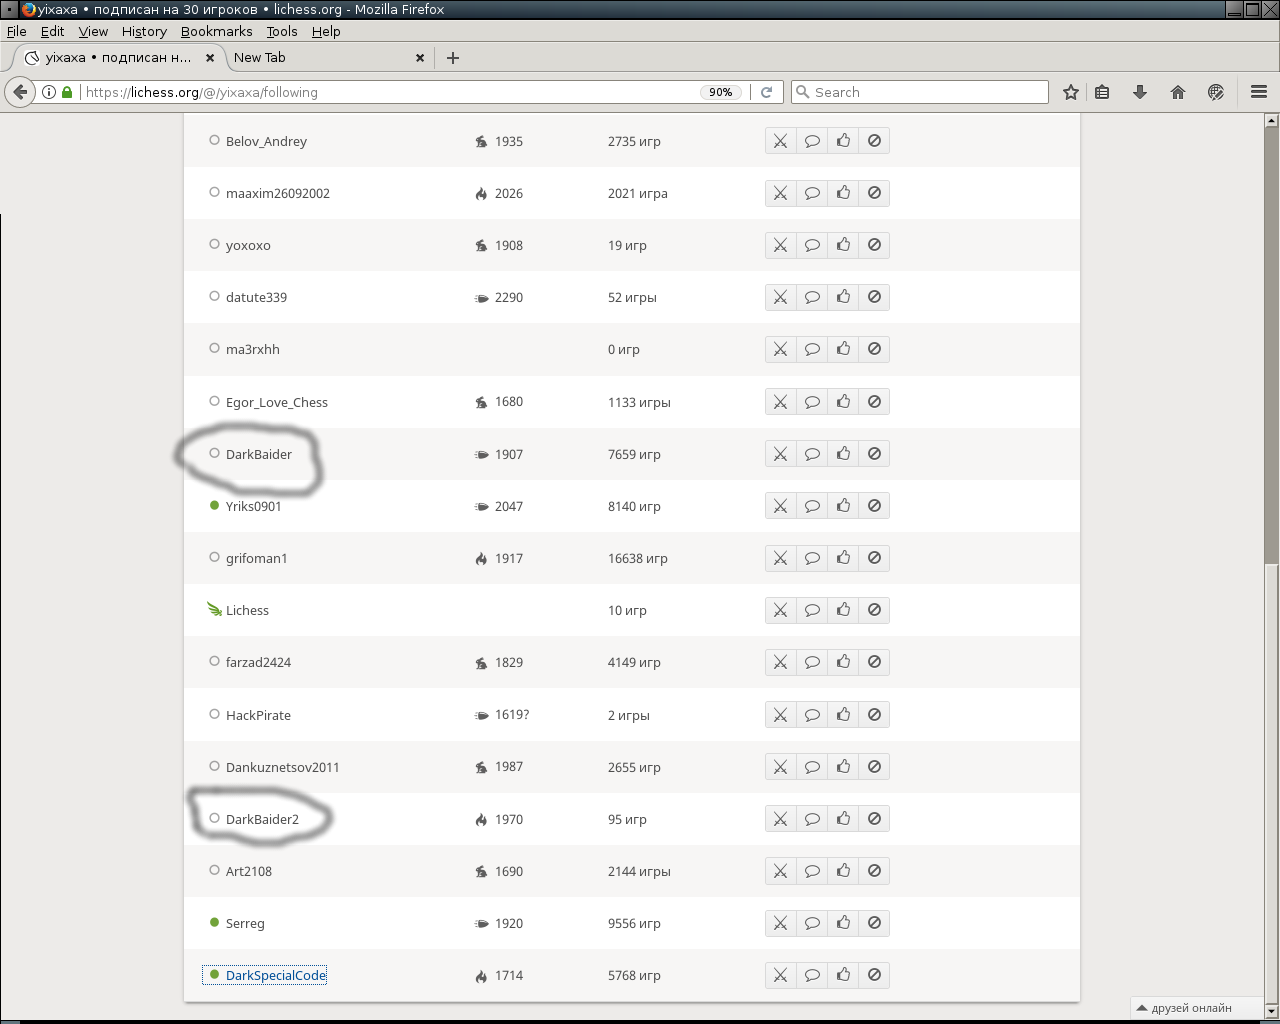 yixaxa • подписан на 30 игроков • lichess.org - Mozilla Firefox
File Edit View History Bookmarks Tools Help
yixaxa • подписан н... New Tab
https://lichess.org/@/yixaxa/following 90% Search
Belov_Andrey 1935 2735 игр
maaxim26092002 2026 2021 игра
yoxoxo 1908 19 игр
datute339 2290 52 игры
ma3rxhh 0 игр
Egor_Love_Chess 1680 1133 игры
DarkBaider 1907 7659 игр
Yriks0901 2047 8140 игр
grifoman1 1917 16638 игр
Lichess 10 игр
farzad2424 1829 4149 игр
HackPirate 1619? 2 игры
Dankuznetsov2011 1987 2655 игр
DarkBaider2 1970 95 игр
Art2108 1690 2144 игры
Serreg 1920 9556 игр
DarkSpecialCode 1714 5768 игр
друзей онлайн